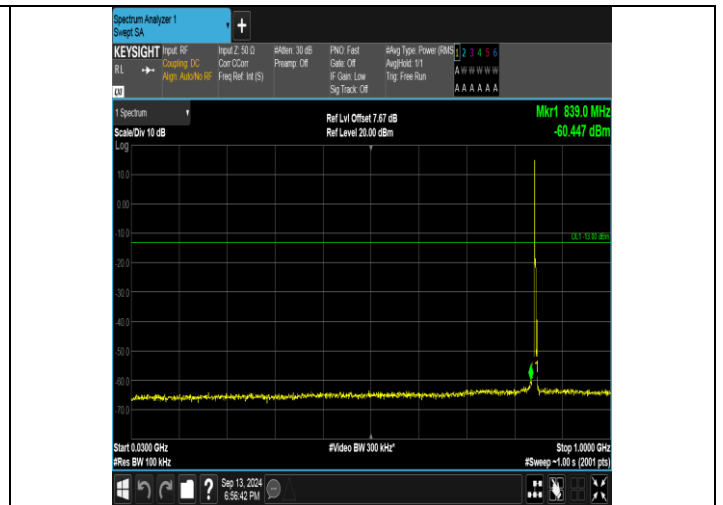 Spectrum Analyzer 1
Swept SA
+
KEYSIGHT Input: RF Input Z: 50 Ω #Atten: 30 dB PNO: Fast #Avg Type: Power (RMS 1 2 3 4 5 6
RL Coupling: DC Corr CCorr Preamp: Off Gate: Off Avg|Hold: 1/1 A W W W W W
Align: Auto/No RF Freq Ref: Int (S) IF Gain: Low Trig: Free Run
LXI Sig Track: Off A A A A A A
1 Spectrum Ref Lvl Offset 7.67 dB Mkr1 839.0 MHz
Scale/Div 10 dB Ref Level 20.00 dBm -60.447 dBm
Log
10.0
0.00
-10.0 DL1 -13.00 dBm
-20.0
-30.0
-40.0
-50.0
1
-60.0
-70.0
Start 0.0300 GHz #Video BW 300 kHz* Stop 1.0000 GHz
#Res BW 100 kHz #Sweep ~1.00 s (2001 pts)
? Sep 13, 2024
6:56:42 PM